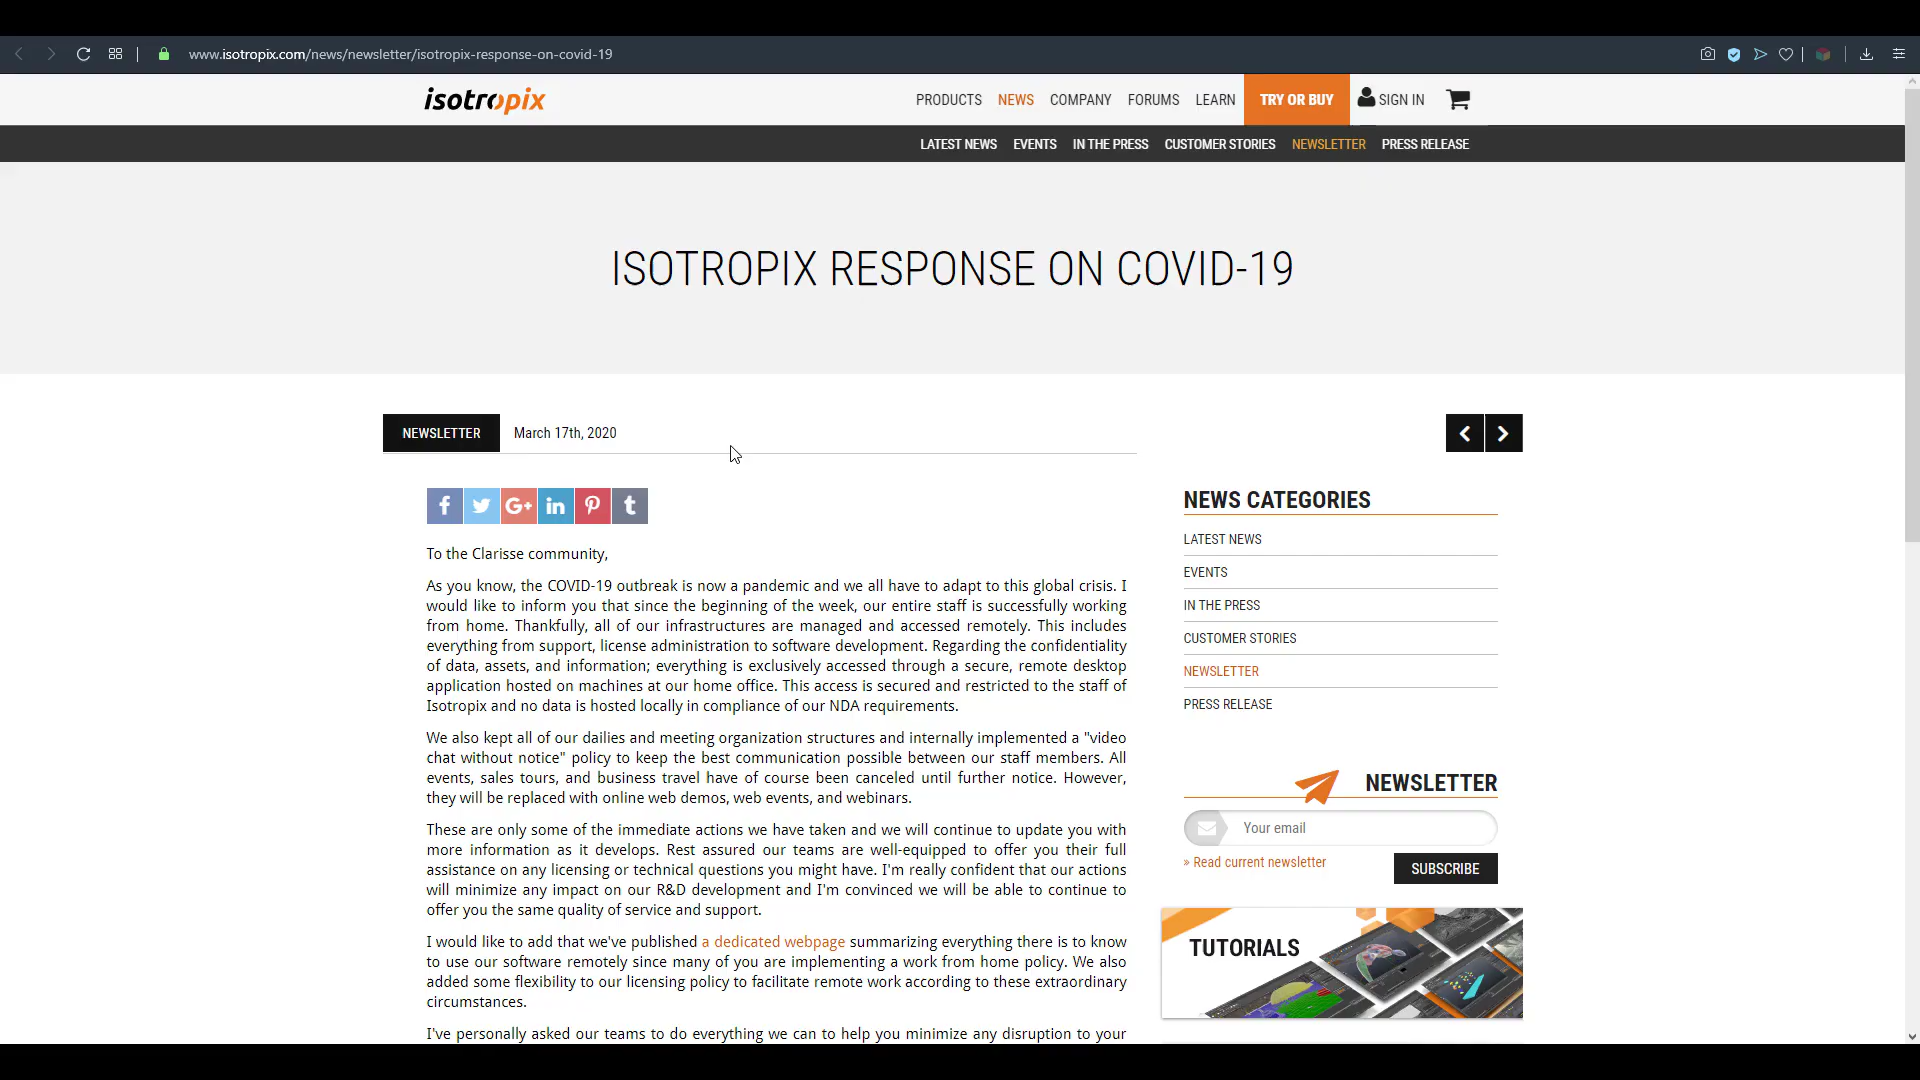 www.isotropix.com/news/newsletter/isotropix-response-on-covid-19
isotropix
PRODUCTS NEWS COMPANY FORUMS LEARN TRY OR BUY SIGN IN
LATEST NEWS EVENTS IN THE PRESS CUSTOMER STORIES NEWSLETTER PRESS RELEASE
ISOTROPIX RESPONSE ON COVID-19
NEWSLETTER March 17th, 2020
To the Clarisse community,
As you know, the COVID-19 outbreak is now a pandemic and we all have to adapt to this global crisis. I
would like to inform you that since the beginning of the week, our entire staff is successfully working
from home. Thankfully, all of our infrastructures are managed and accessed remotely. This includes
everything from support, license administration to software development. Regarding the confidentiality
of data, assets, and information; everything is exclusively accessed through a secure, remote desktop
application hosted on machines at our home office. This access is secured and restricted to the staff of
Isotropix and no data is hosted locally in compliance of our NDA requirements.
We also kept all of our dailies and meeting organization structures and internally implemented a "video
chat without notice" policy to keep the best communication possible between our staff members. All
events, sales tours, and business travel have of course been canceled until further notice. However,
they will be replaced with online web demos, web events, and webinars.
These are only some of the immediate actions we have taken and we will continue to update you with
more information as it develops. Rest assured our teams are well-equipped to offer you their full
assistance on any licensing or technical questions you might have. I'm really confident that our actions
will minimize any impact on our R&D development and I'm convinced we will be able to continue to
offer you the same quality of service and support.
I would like to add that we've published a dedicated webpage summarizing everything there is to know
to use our software remotely since many of you are implementing a work from home policy. We also
added some flexibility to our licensing policy to facilitate remote work according to these extraordinary
circumstances.
I've personally asked our teams to do everything we can to help you minimize any disruption to your
NEWS CATEGORIES
LATEST NEWS
EVENTS
IN THE PRESS
CUSTOMER STORIES
NEWSLETTER
PRESS RELEASE
NEWSLETTER
Your email
» Read current newsletter
SUBSCRIBE
TUTORIALS